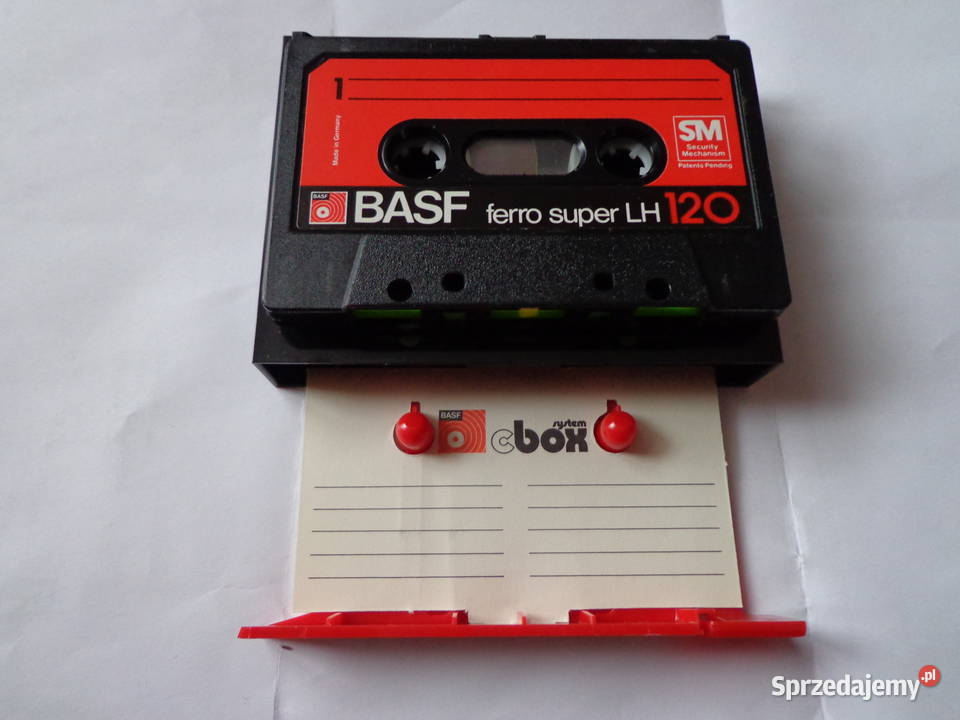 1
Made in Germany
SM
Security
Mechanism
Patents Pending
BASF
BASF ferro super LH 120
BASF
system
cbox
Sprzedajemy.pl